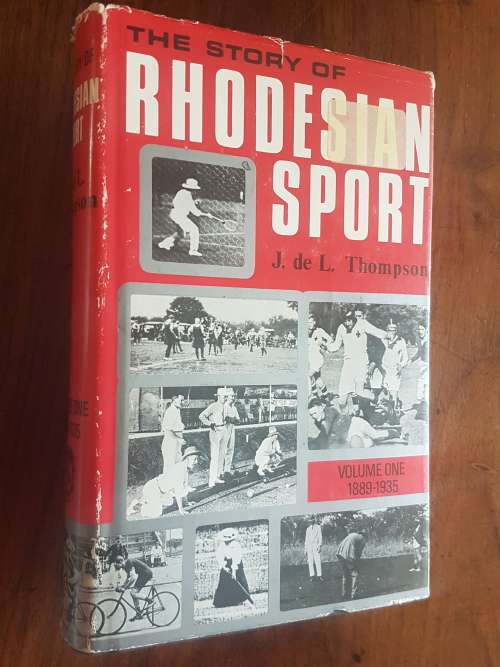 THE STORY OF
RHODESIAN
SPORT
J. de L. Thompson
VOLUME ONE
1889-1935